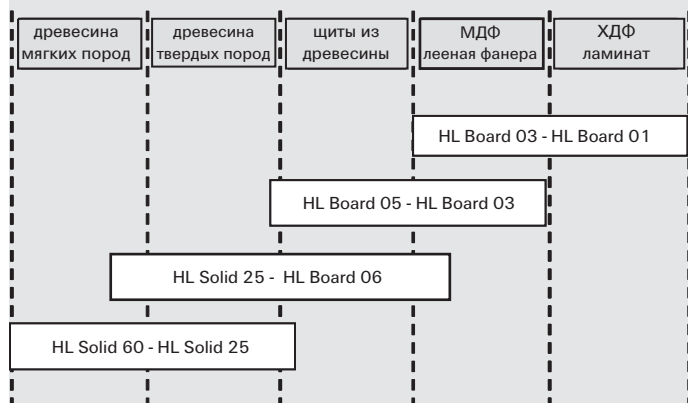 древесина
мягких пород
древесина
твердых пород
щиты из
древесины
МДФ
лееная фанера
ХДФ
ламинат
HL Board 03 - HL Board 01
HL Board 05 - HL Board 03
HL Solid 25 - HL Board 06
HL Solid 60 - HL Solid 25